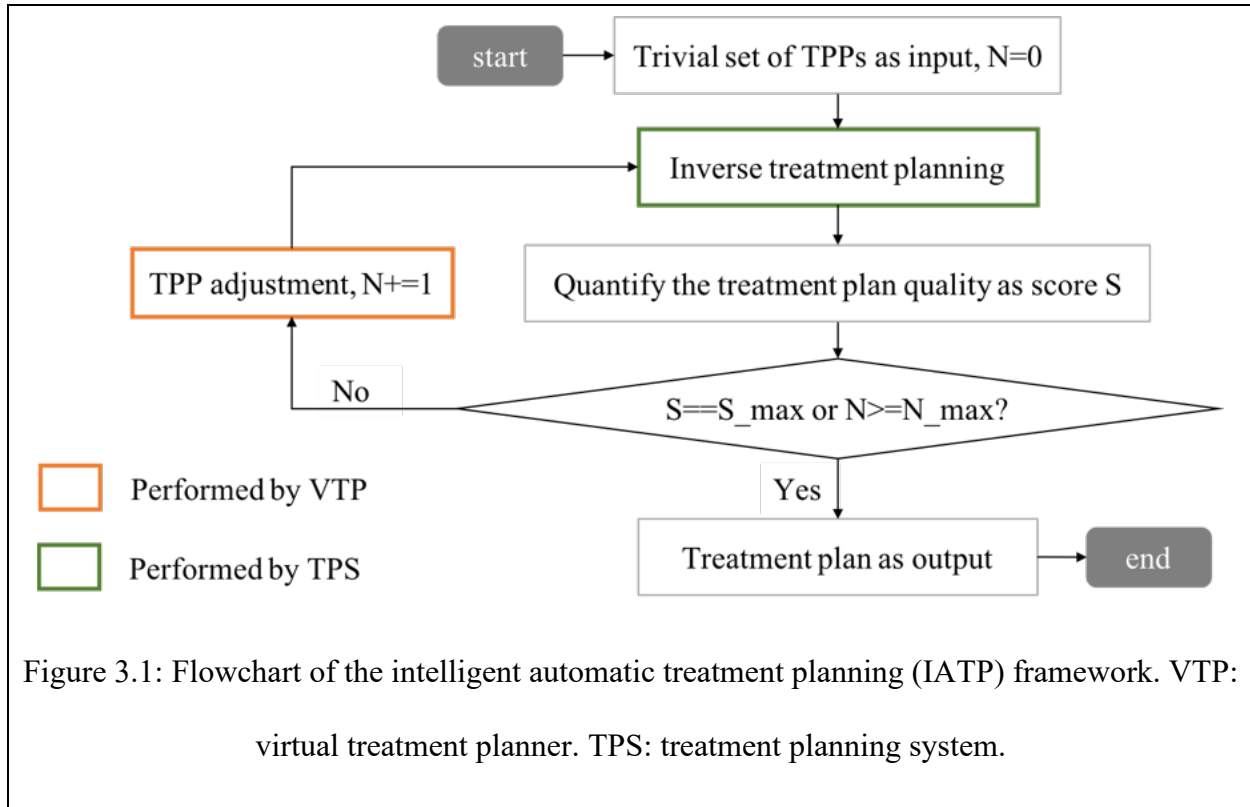 start
Trivial set of TPPs as input, N=0
Inverse treatment planning
TPP adjustment, N+=1
Quantify the treatment plan quality as score S
No
S==S_max or N>=N_max?
Yes
Performed by VTP
Performed by TPS
Treatment plan as output
end
Figure 3.1: Flowchart of the intelligent automatic treatment planning (IATP) framework. VTP:
virtual treatment planner. TPS: treatment planning system.